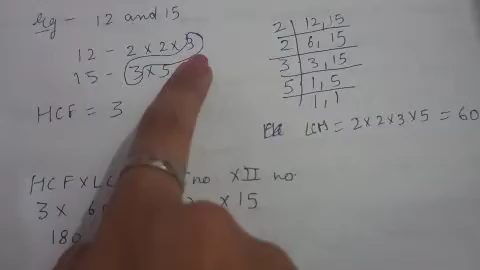 Eg - 12 and 15
12 - 2 × 2 × 3
15 - 3 × 5
HCF = 3
2 | 12, 15
2 | 6, 15
3 | 3, 15
5 | 1, 5
1, 1
LCM = 2 × 2 × 3 × 5 = 60
HCF × LC no × II no.
3 × 6 × 15
180